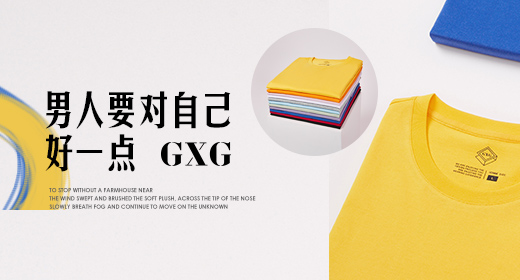 男人要对自己
好一点 GXG
TO STOP WITHOUT A FARMHOUSE NEAR
THE WIND SWEPT AND BRUSHED THE SOFT PLUSH, ACROSS THE TIP OF THE NOSE
SLOWLY BREATH FOG AND CONTINUE TO MOVE ON THE UNKNOWN